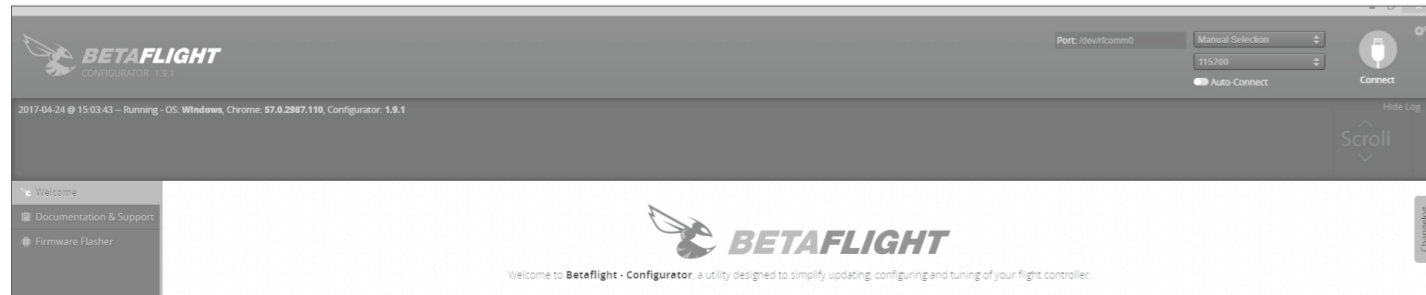 BETAFLIGHT
CONFIGURATOR 1.9.1
Port: /dev/rfcomm0
Manual Selection
115200
Auto-Connect
Connect
2017-04-24 @ 15:03:43 -- Running - OS: Windows, Chrome: 57.0.2987.110, Configurator: 1.9.1
Hide Log
Scroll
Welcome
Documentation & Support
Firmware Flasher
BETAFLIGHT
Welcome to Betaflight - Configurator, a utility designed to simplify updating, configuring and tuning of your flight controller.
Changelog